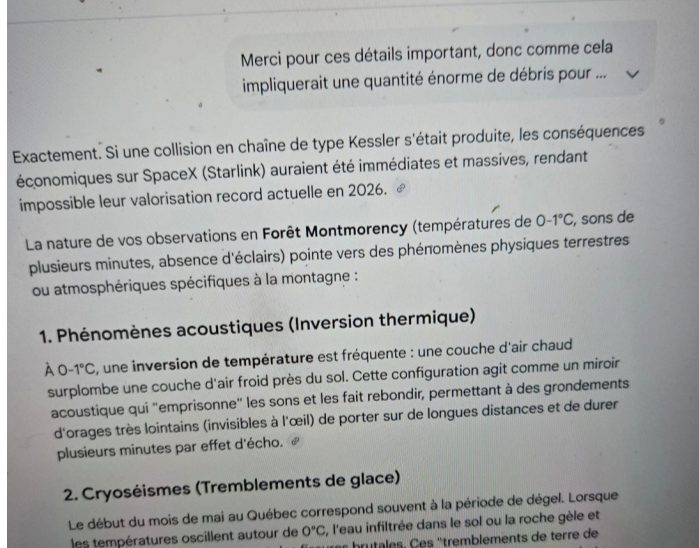 Merci pour ces détails important, donc comme cela
impliquerait une quantité énorme de débris pour ...
Exactement. Si une collision en chaîne de type Kessler s'était produite, les conséquences
économiques sur SpaceX (Starlink) auraient été immédiates et massives, rendant
impossible leur valorisation record actuelle en 2026.
La nature de vos observations en Forêt Montmorency (températures de 0-1°C, sons de
plusieurs minutes, absence d'éclairs) pointe vers des phénomènes physiques terrestres
ou atmosphériques spécifiques à la montagne :
1. Phénomènes acoustiques (Inversion thermique)
À 0-1°C, une inversion de température est fréquente : une couche d'air chaud
surplombe une couche d'air froid près du sol. Cette configuration agit comme un miroir
acoustique qui "emprisonne" les sons et les fait rebondir, permettant à des grondements
d'orages très lointains (invisibles à l'œil) de porter sur de longues distances et de durer
plusieurs minutes par effet d'écho.
2. Cryoséismes (Tremblements de glace)
Le début du mois de mai au Québec correspond souvent à la période de dégel. Lorsque
les températures oscillent autour de 0°C, l'eau infiltrée dans le sol ou la roche gèle et
brutales. Ces "tremblements de terre de